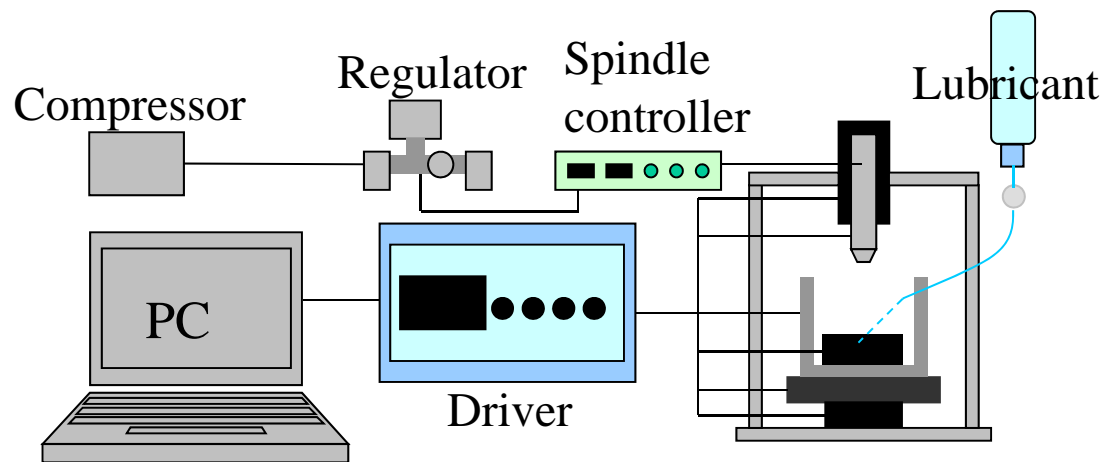 Compressor
Regulator
Spindle
controller
Lubricant
PC
Driver